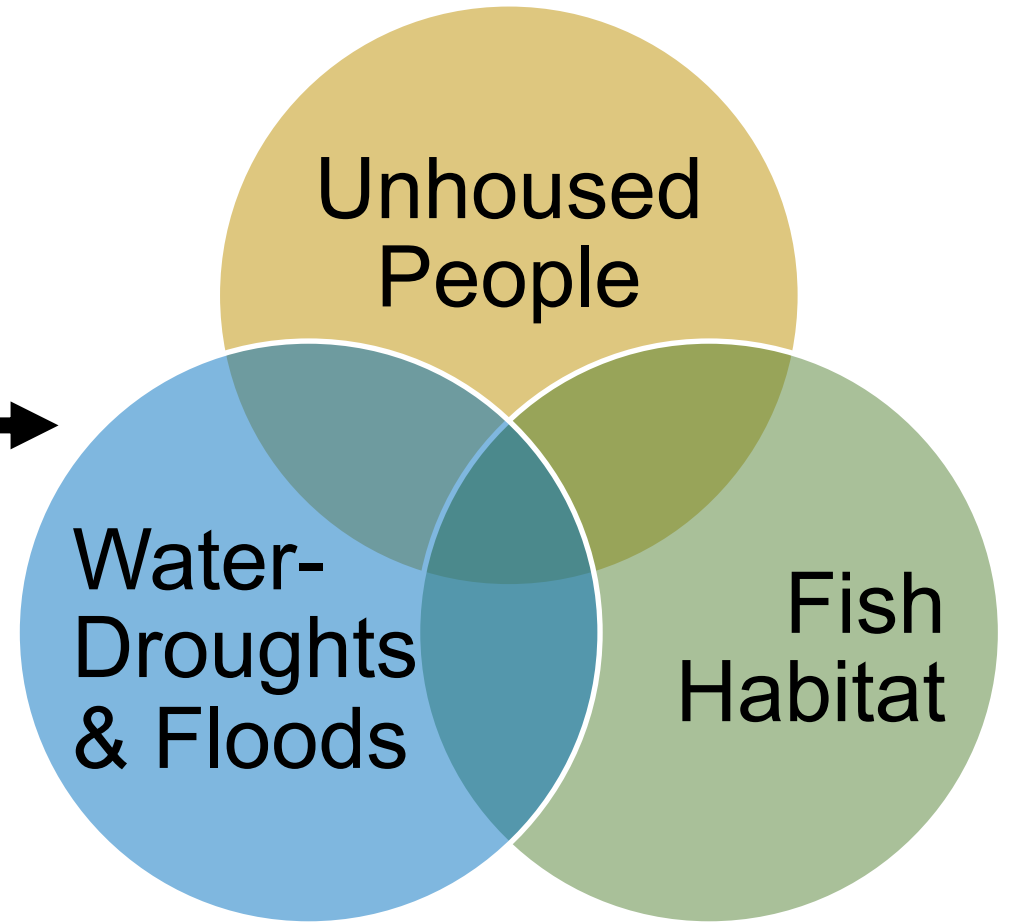 Unhoused
People
Water-
Droughts
& Floods
Fish
Habitat